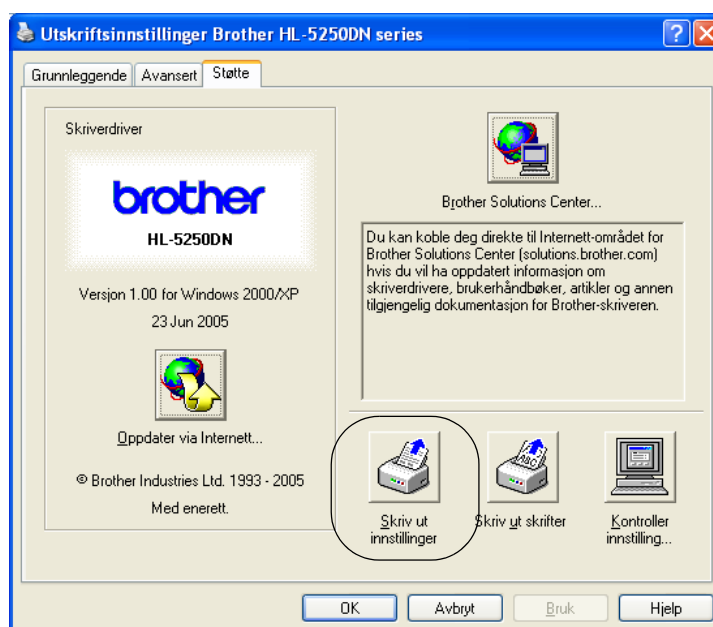 Utskriftsinnstillinger Brother HL-5250DN series
Grunnleggende
Avansert
Støtte
Skriverdriver
brother
HL-5250DN
Versjon 1.00 for Windows 2000/XP
23 Jun 2005
Oppdater via Internett...
© Brother Industries Ltd. 1993 - 2005
Med enerett.
Brother Solutions Center...
Du kan koble deg direkte til Internett-området for
Brother Solutions Center (solutions.brother.com)
hvis du vil ha oppdatert informasjon om
skriverdrivere, brukerhåndbøker, artikler og annen
tilgjengelig dokumentasjon for Brother-skriveren.
Skriv ut
innstillinger
Skriv ut skrifter
Kontroller
innstilling...
OK
Avbryt
Bruk
Hjelp